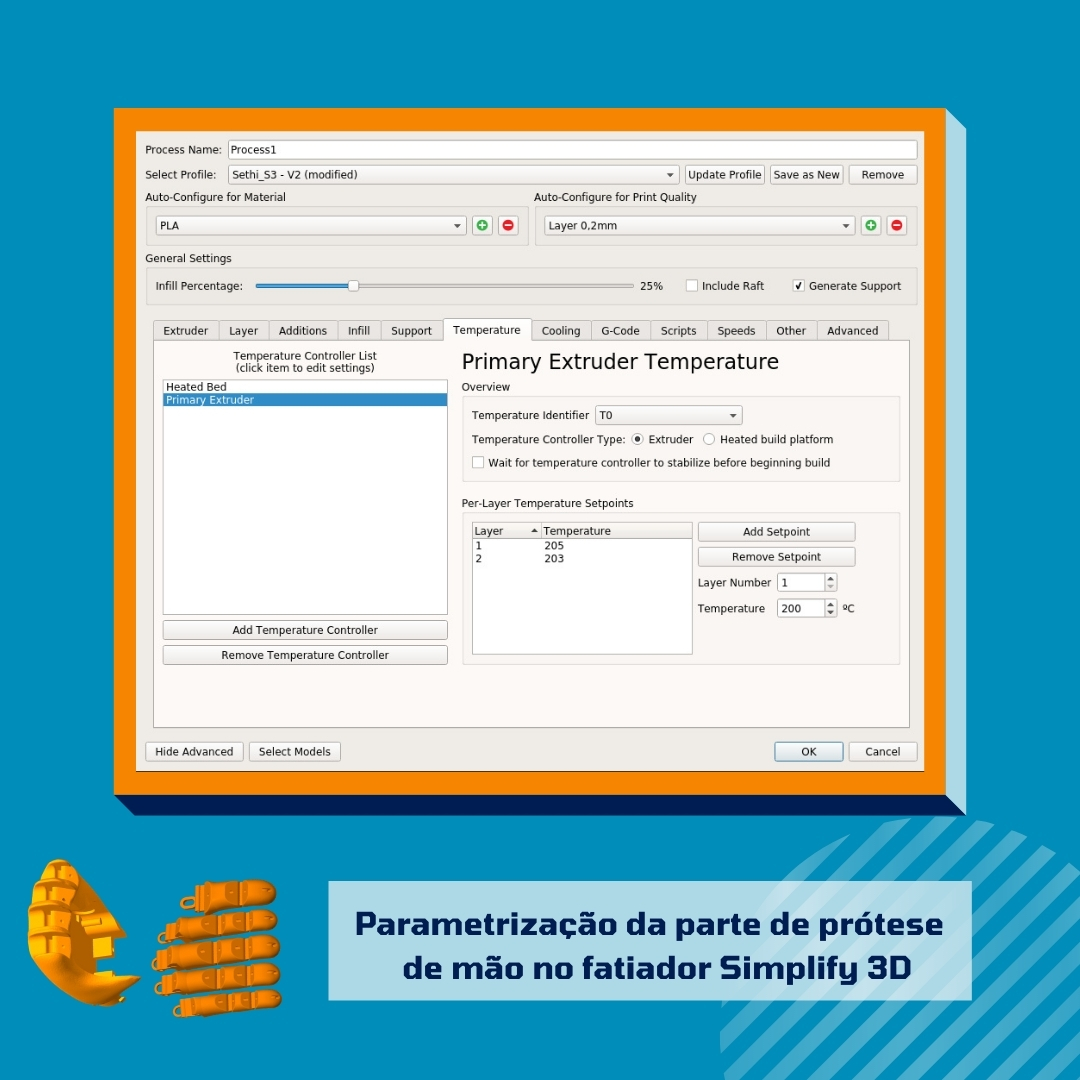 Process Name: Process1
Select Profile: Sethi_S3 - V2 (modified) Update Profile Save as New Remove
Auto-Configure for Material Auto-Configure for Print Quality
PLA Layer 0,2mm
General Settings
Infill Percentage: 25% Include Raft Generate Support
Extruder Layer Additions Infill Support Temperature Cooling G-Code Scripts Speeds Other Advanced
Temperature Controller List
(click item to edit settings)
Heated Bed
Primary Extruder
Add Temperature Controller
Remove Temperature Controller
Primary Extruder Temperature
Overview
Temperature Identifier T0
Temperature Controller Type: Extruder Heated build platform
Wait for temperature controller to stabilize before beginning build
Per-Layer Temperature Setpoints
Layer Temperature
1 205
2 203
Add Setpoint
Remove Setpoint
Layer Number 1
Temperature 200 ºC
Hide Advanced Select Models OK Cancel
Parametrização da parte de prótese
de mão no fatiador Simplify 3D